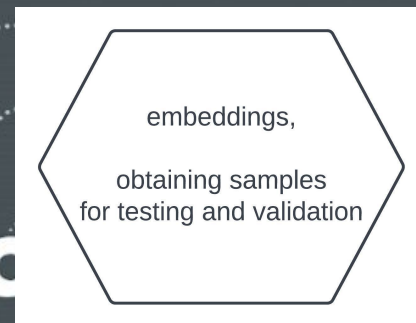 embeddings,
obtaining samples
for testing and validation